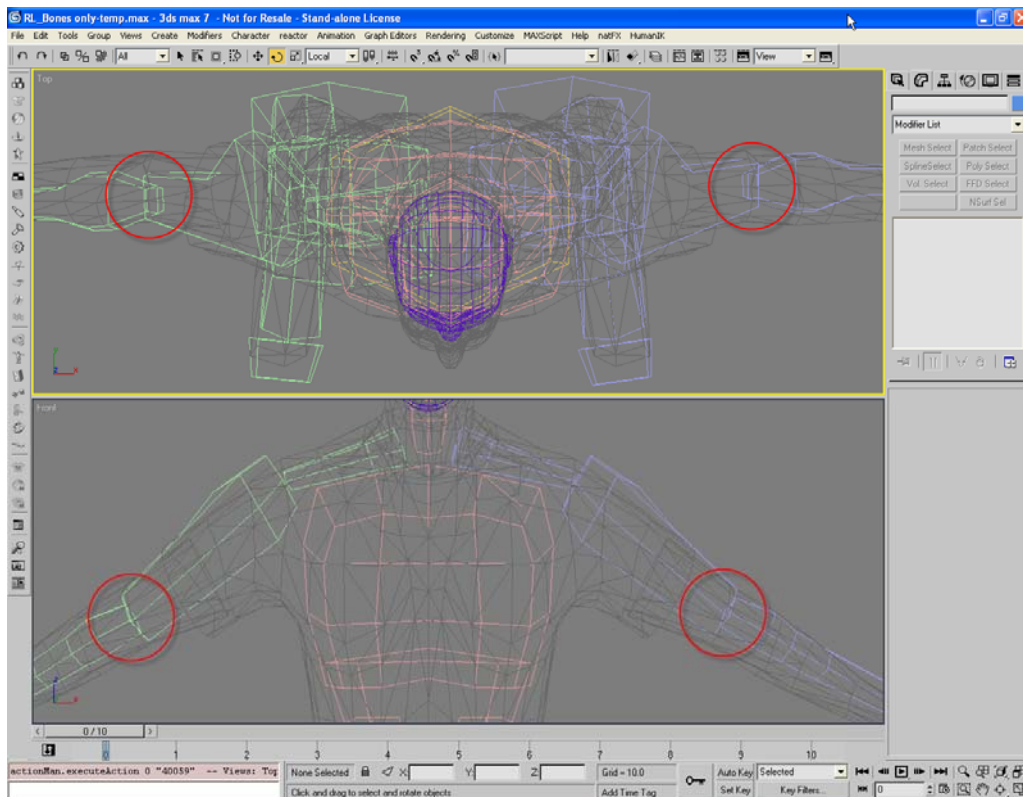 RL_Bones only-temp.max - 3ds max 7 - Not for Resale - Stand-alone License
File Edit Tools Group Views Create Modifiers Character reactor Animation Graph Editors Rendering Customize MAXScript Help natFX HumanIK
All Local View
Top
Modifier List
Mesh Select Patch Select
SplineSelect Poly Select
Vol. Select FFD Select
NSurf Sel
Front
0 / 10
0 1 2 3 4 5 6 7 8 9 10
actionMan.executeAction 0 "40059" -- Views: Top
None Selected X: Y: Z: Grid = 10.0 Auto Key Selected
Click and drag to select and rotate objects Add Time Tag Set Key Key Filters... 0